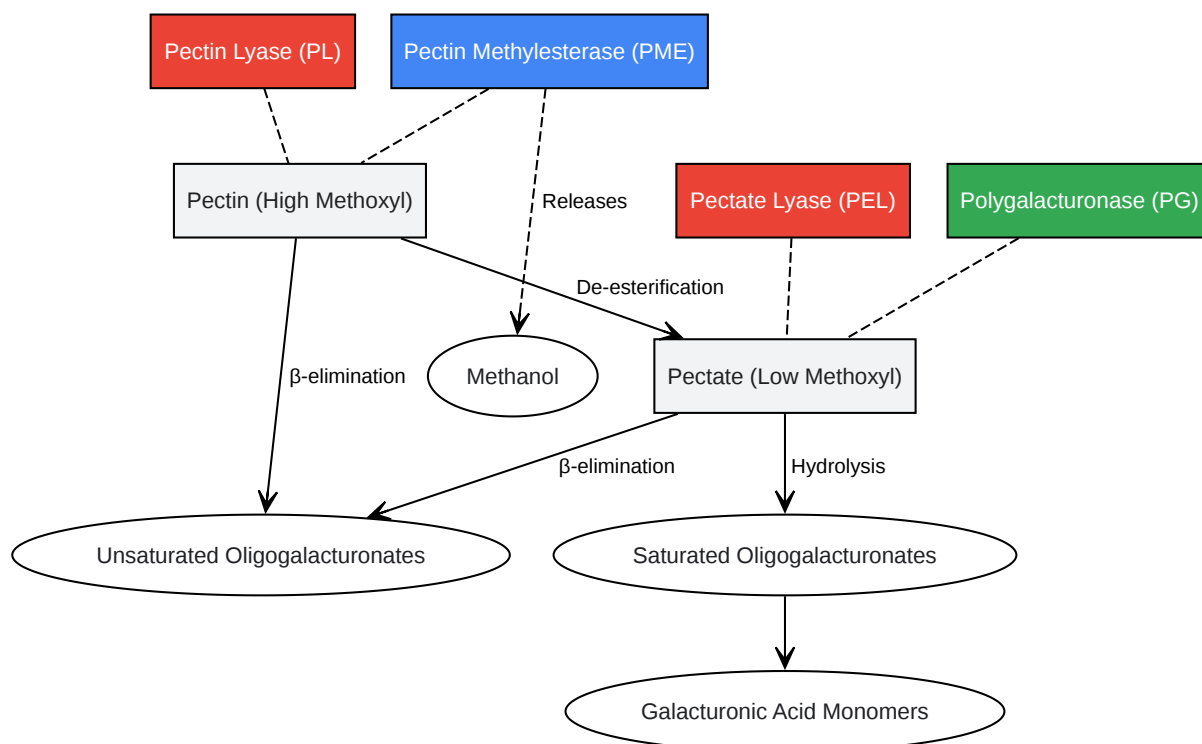 Pectin Lyase (PL)
Pectin Methylesterase (PME)
Pectin (High Methoxyl)
Releases
Pectate Lyase (PEL)
Polygalacturonase (PG)
De-esterification
β-elimination
Methanol
Pectate (Low Methoxyl)
β-elimination
Hydrolysis
Unsaturated Oligogalacturonates
Saturated Oligogalacturonates
Galacturonic Acid Monomers